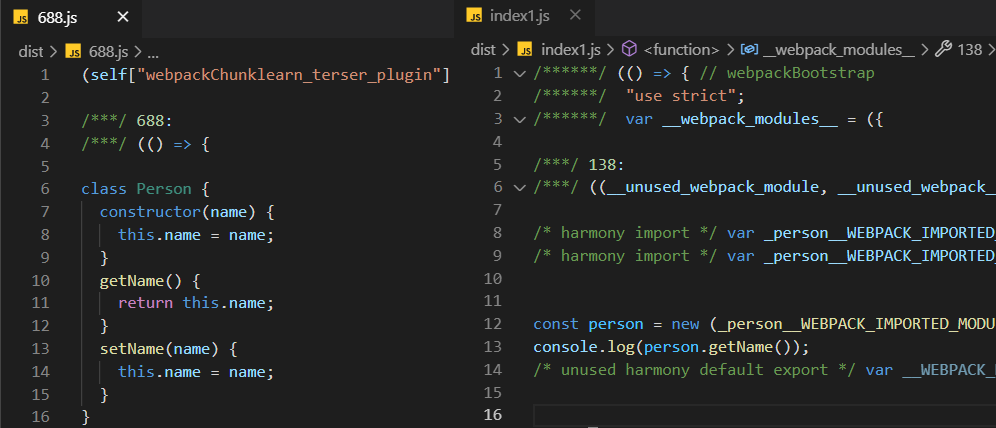 688.js
dist > 688.js > ...
1 (self["webpackChunklearn_terser_plugin"]
2
3 /***/ 688:
4 /***/ (() => {
5
6 class Person {
7 constructor(name) {
8 this.name = name;
9 }
10 getName() {
11 return this.name;
12 }
13 setName(name) {
14 this.name = name;
15 }
16 }
index1.js
dist > index1.js > <function> > __webpack_modules__ > 138
1 /******/ (() => { // webpackBootstrap
2 /******/ "use strict";
3 /******/ var __webpack_modules__ = ({
4
5 /***/ 138:
6 /***/ ((__unused_webpack_module, __unused_webpack_
7
8 /* harmony import */ var _person__WEBPACK_IMPORTED_
9 /* harmony import */ var _person__WEBPACK_IMPORTED_
10
11
12 const person = new (_person__WEBPACK_IMPORTED_MODU
13 console.log(person.getName());
14 /* unused harmony default export */ var __WEBPACK_
15
16